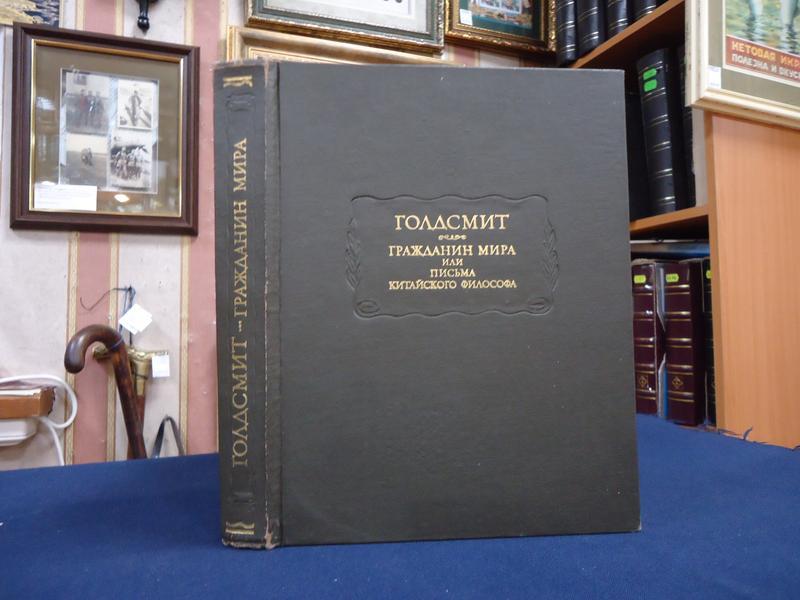 ГОЛДСМИТ
ГРАЖДАНИН МИРА
ИЛИ
ПИСЬМА
КИТАЙСКОГО ФИЛОСОФА
ГОЛДСМИТ — ГРАЖДАНИН МИРА
КЕТОВАЯ ИКР
ПОЛЕЗНА И ВКУС